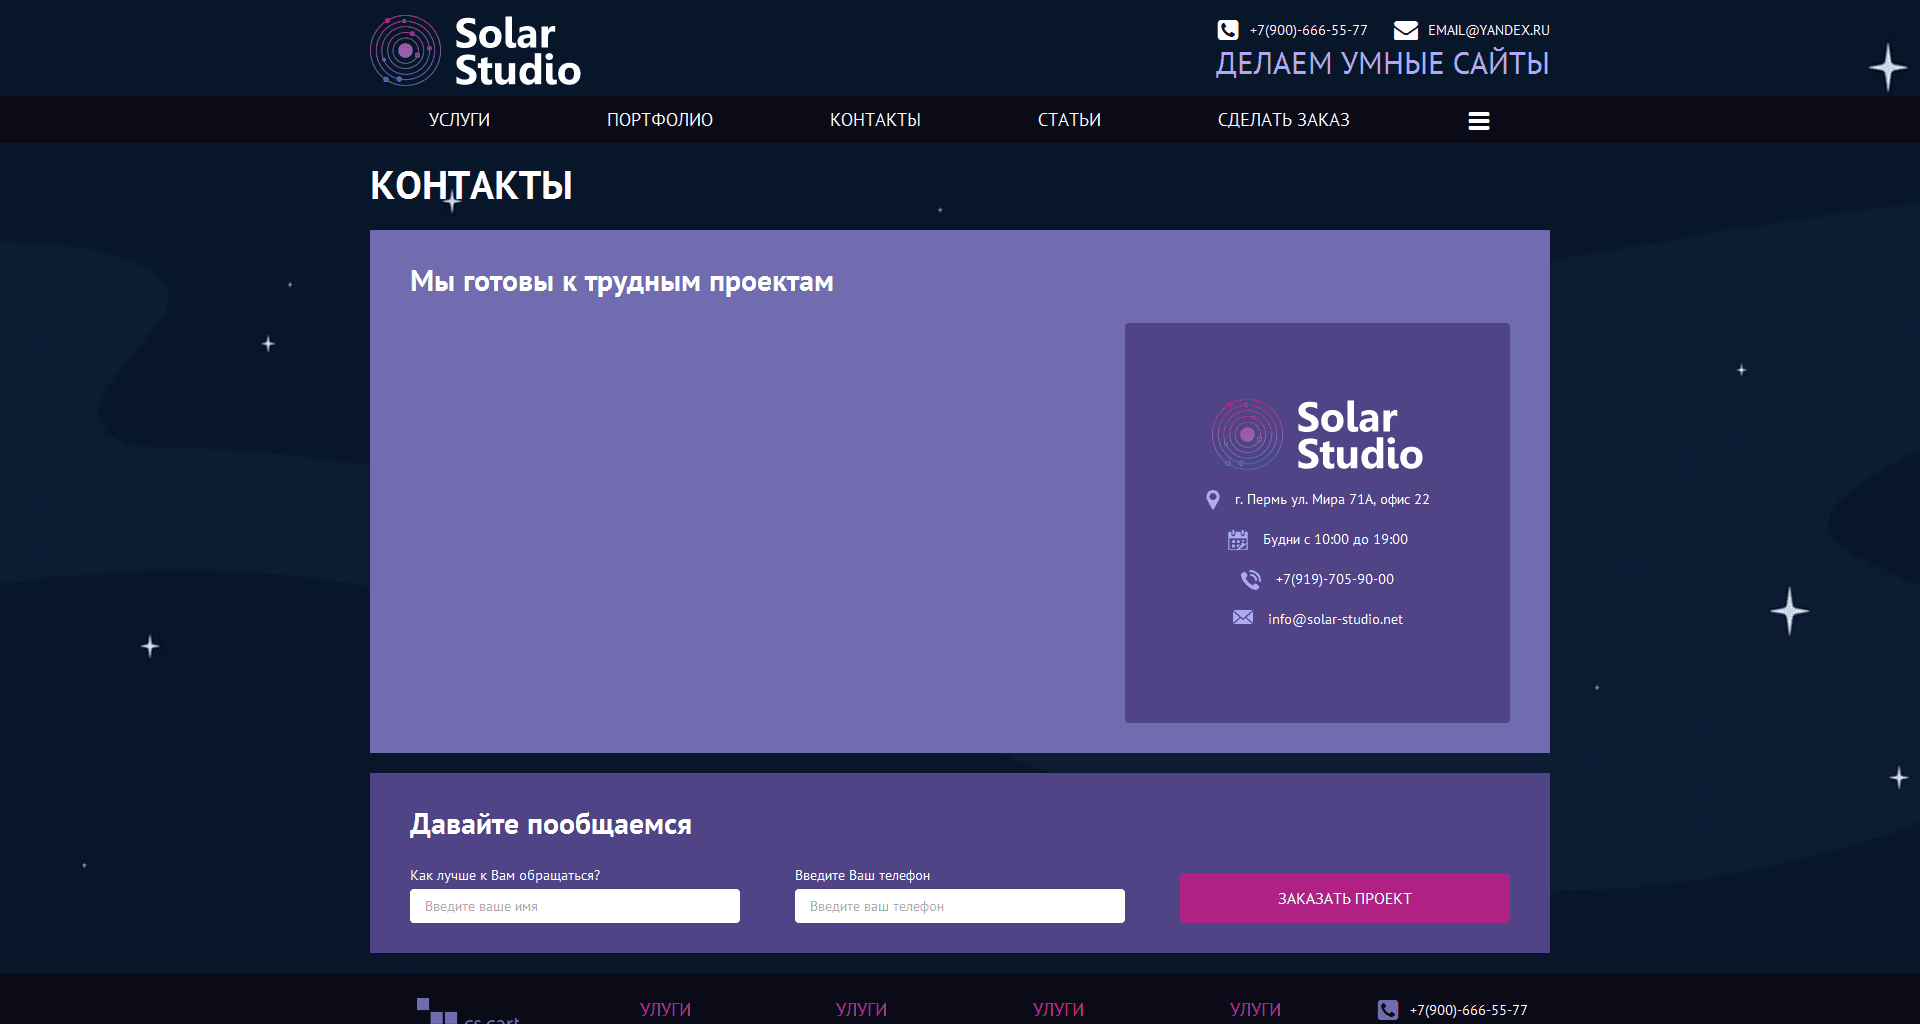 Solar
Studio
+7(900)-666-55-77
EMAIL@YANDEX.RU
ДЕЛАЕМ УМНЫЕ САЙТЫ
УСЛУГИ
ПОРТФОЛИО
КОНТАКТЫ
СТАТЬИ
СДЕЛАТЬ ЗАКАЗ
КОНТАКТЫ
Мы готовы к трудным проектам
Solar
Studio
г. Пермь ул. Мира 71А, офис 22
Будни с 10:00 до 19:00
+7(919)-705-90-00
info@solar-studio.net
Давайте пообщаемся
Как лучше к Вам обращаться?
Введите ваше имя
Введите Ваш телефон
Введите ваш телефон
ЗАКАЗАТЬ ПРОЕКТ
cs.cart
УЛУГИ
УЛУГИ
УЛУГИ
УЛУГИ
+7(900)-666-55-77